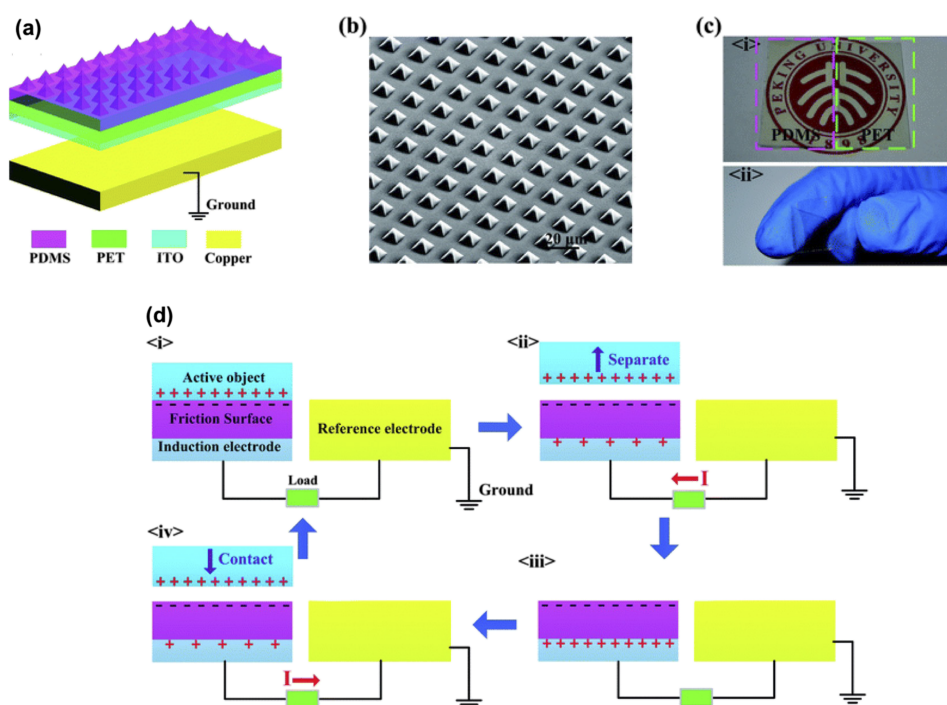 (a)
Ground
PDMS PET ITO Copper
(b)
20 μm
(c)
<i>
PEKING UNIVERSITY
PDMS PET
1898
<ii>
(d)
<i>
Active object
+ + + + + + + + +
- - - - - - - - - -
Friction Surface
Induction electrode
Reference electrode
Load
Ground
<ii>
Separate
+ + + + + + + + + +
- - - - - - - - - -
+ + + + +
I
<iv>
Contact
+ + + + + + + + + +
- - - - - - - - - -
+ + + + +
I
<iii>
- - - - - - - - - -
+ + + + + + + + + +